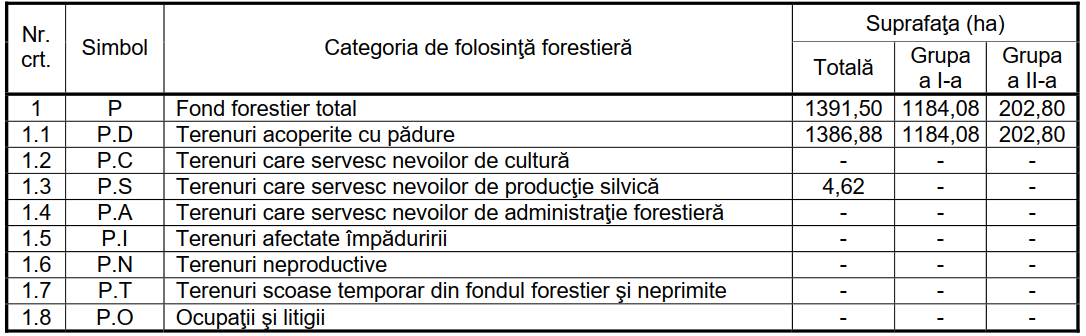 Nr. crt. Simbol Categoria de folosinţă forestieră Suprafaţa (ha)
Totală Grupa a I-a Grupa a II-a
1 P Fond forestier total 1391,50 1184,08 202,80
1.1 P.D Terenuri acoperite cu pădure 1386,88 1184,08 202,80
1.2 P.C Terenuri care servesc nevoilor de cultură - - -
1.3 P.S Terenuri care servesc nevoilor de producţie silvică 4,62 - -
1.4 P.A Terenuri care servesc nevoilor de administraţie forestieră - - -
1.5 P.I Terenuri afectate împăduririi - - -
1.6 P.N Terenuri neproductive - - -
1.7 P.T Terenuri scoase temporar din fondul forestier şi neprimite - - -
1.8 P.O Ocupaţii şi litigii - - -